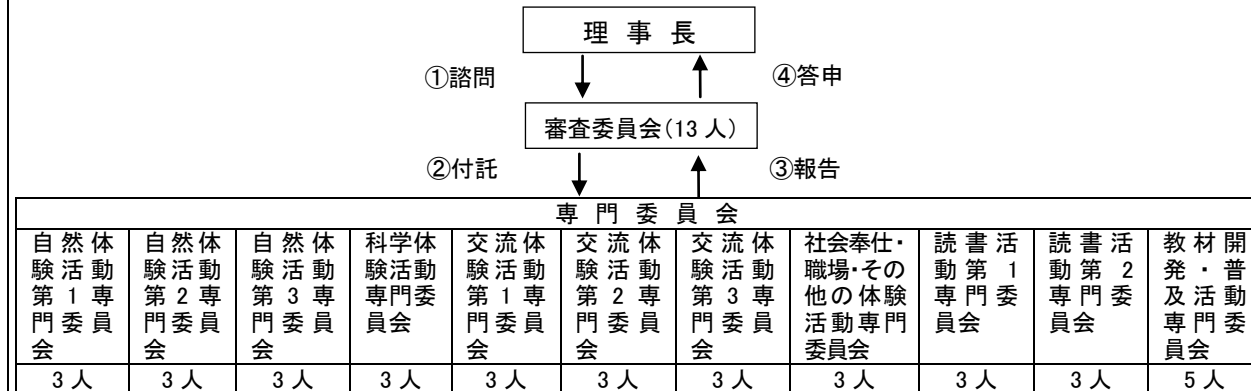 理 事 長
①諮問
④答申
審査委員会(13 人)
②付託
③報告
専 門 委 員 会
自 然 体
験 活 動
第 1 専
門 委 員
会
自 然 体
験 活 動
第 2 専
門 委 員
会
自 然 体
験 活 動
第 3 専
門 委 員
会
科学体
験活動
専門委
員会
交 流 体
験 活 動
第 1 専
門 委 員
会
交 流 体
験 活 動
第 2 専
門 委 員
会
交 流 体
験 活 動
第 3 専
門 委 員
会
社会奉仕・
職場・その
他 の 体験
活 動 専門
委員会
読 書 活
動 第 1
専 門 委
員会
読 書 活
動 第 2
専 門 委
員会
教 材 開
発 ・ 普
及 活 動
専 門 委
員会
3 人
3 人
3 人
3 人
3 人
3 人
3 人
3 人
3 人
3 人
5 人